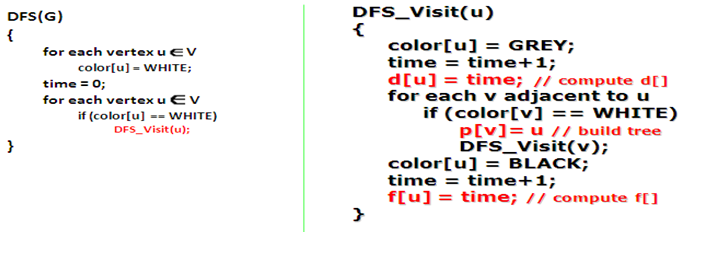 DFS(G)
{
for each vertex u ∈ V
color[u] = WHITE;
time = 0;
for each vertex u ∈ V
if (color[u] == WHITE)
DFS_Visit(u);
}
DFS_Visit(u)
{
color[u] = GREY;
time = time+1;
d[u] = time; // compute d[]
for each v adjacent to u
if (color[v] == WHITE)
p[v]= u // build tree
DFS_Visit(v);
color[u] = BLACK;
time = time+1;
f[u] = time; // compute f[]
}